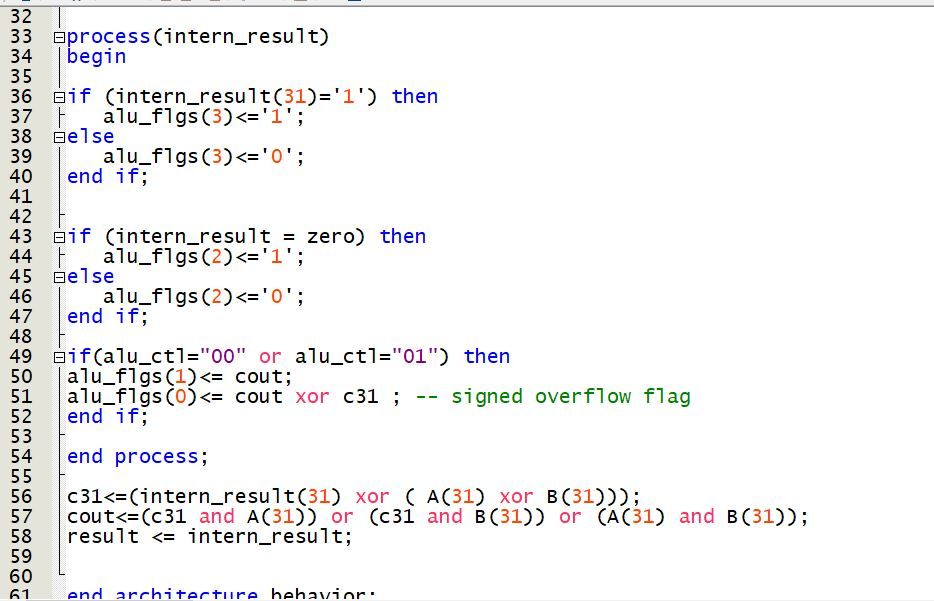 32
33 process(intern_result)
34 begin
35
36 if (intern_result(31)='1') then
37 alu_flgs(3)<='1';
38 else
39 alu_flgs(3)<='0';
40 end if;
41
42
43 if (intern_result = zero) then
44 alu_flgs(2)<='1';
45 else
46 alu_flgs(2)<='0';
47 end if;
48
49 if(alu_ctl="00" or alu_ctl="01") then
50 alu_flgs(1)<= cout;
51 alu_flgs(0)<= cout xor c31 ; -- signed overflow flag
52 end if;
53
54 end process;
55
56 c31<=(intern_result(31) xor ( A(31) xor B(31)));
57 cout<=(c31 and A(31)) or (c31 and B(31)) or (A(31) and B(31));
58 result <= intern_result;
59
60
61 end architecture behavior;